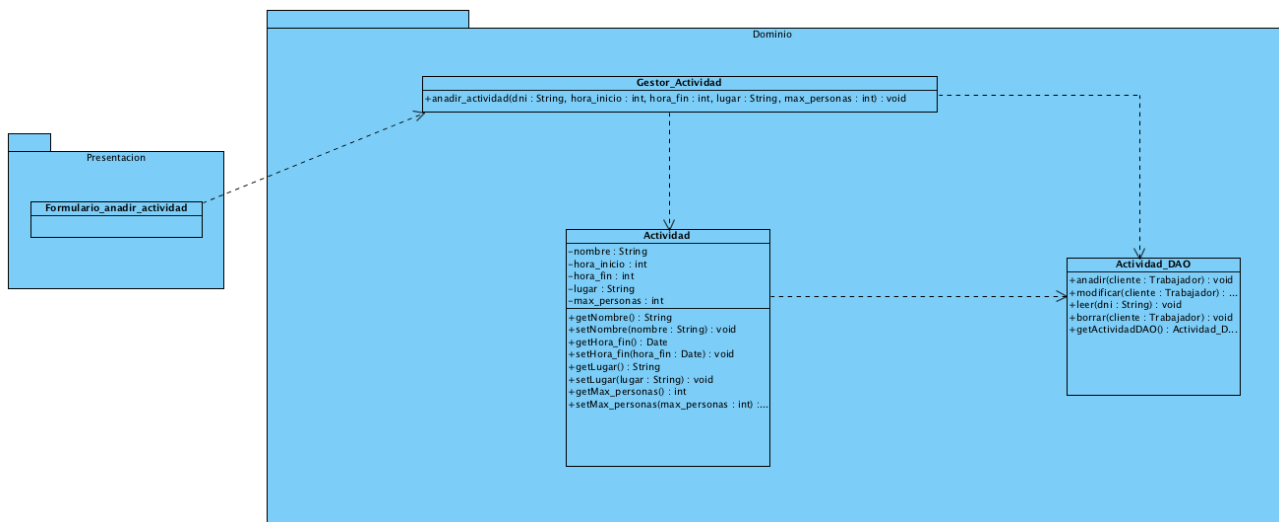 Dominio
Gestor_Actividad
+anadir_actividad(dni : String, hora_inicio : int, hora_fin : int, lugar : String, max_personas : int) : void
Presentacion
Formulario_anadir_actividad
Actividad
-nombre : String
-hora_inicio : int
-hora_fin : int
-lugar : String
-max_personas : int
+getNombre() : String
+setNombre(nombre : String) : void
+getHora_fin() : Date
+setHora_fin(hora_fin : Date) : void
+getLugar() : String
+setLugar(lugar : String) : void
+getMax_personas() : int
+setMax_personas(max_personas : int) :...
Actividad_DAO
+anadir(cliente : Trabajador) : void
+modificar(cliente : Trabajador) : ...
+leer(dni : String) : void
+borrar(cliente : Trabajador) : void
+getActividadDAO() : Actividad_D...